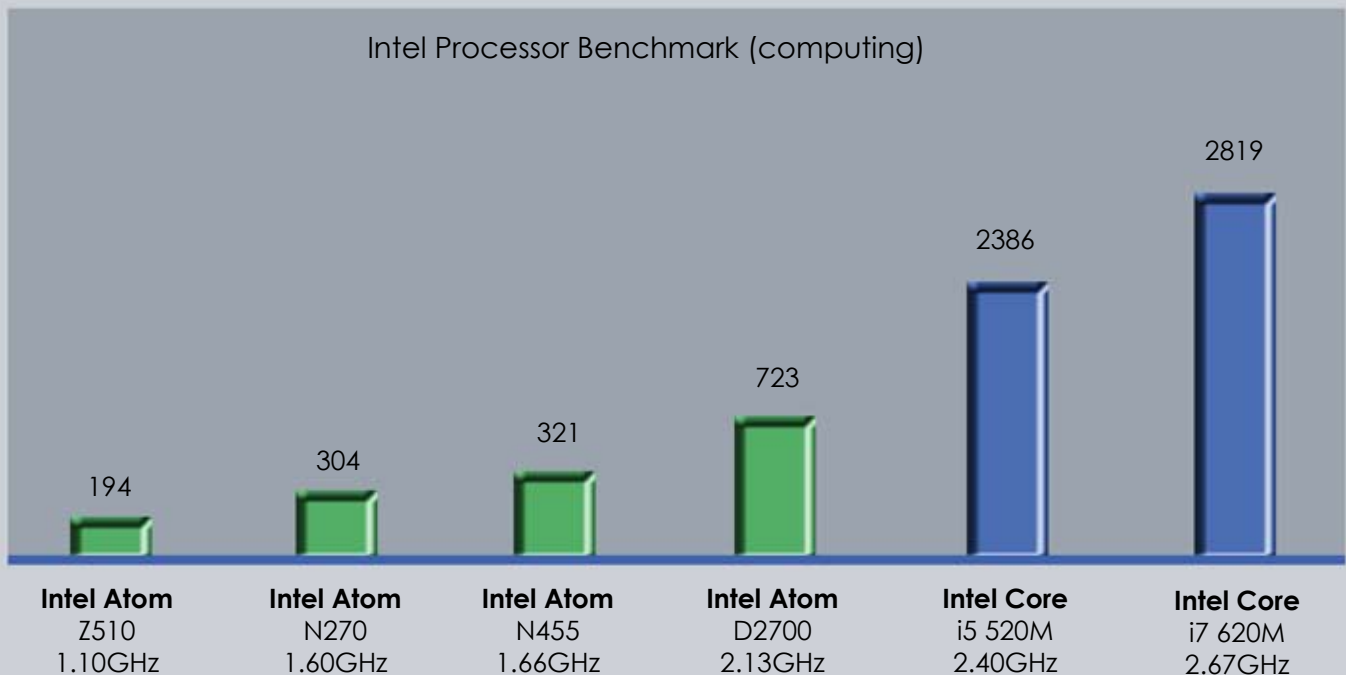 Intel Processor Benchmark (computing)
2819
2386
723
321
304
194
Intel Atom
Z510
1.10GHz
Intel Atom
N270
1.60GHz
Intel Atom
N455
1.66GHz
Intel Atom
D2700
2.13GHz
Intel Core
i5 520M
2.40GHz
Intel Core
i7 620M
2.67GHz